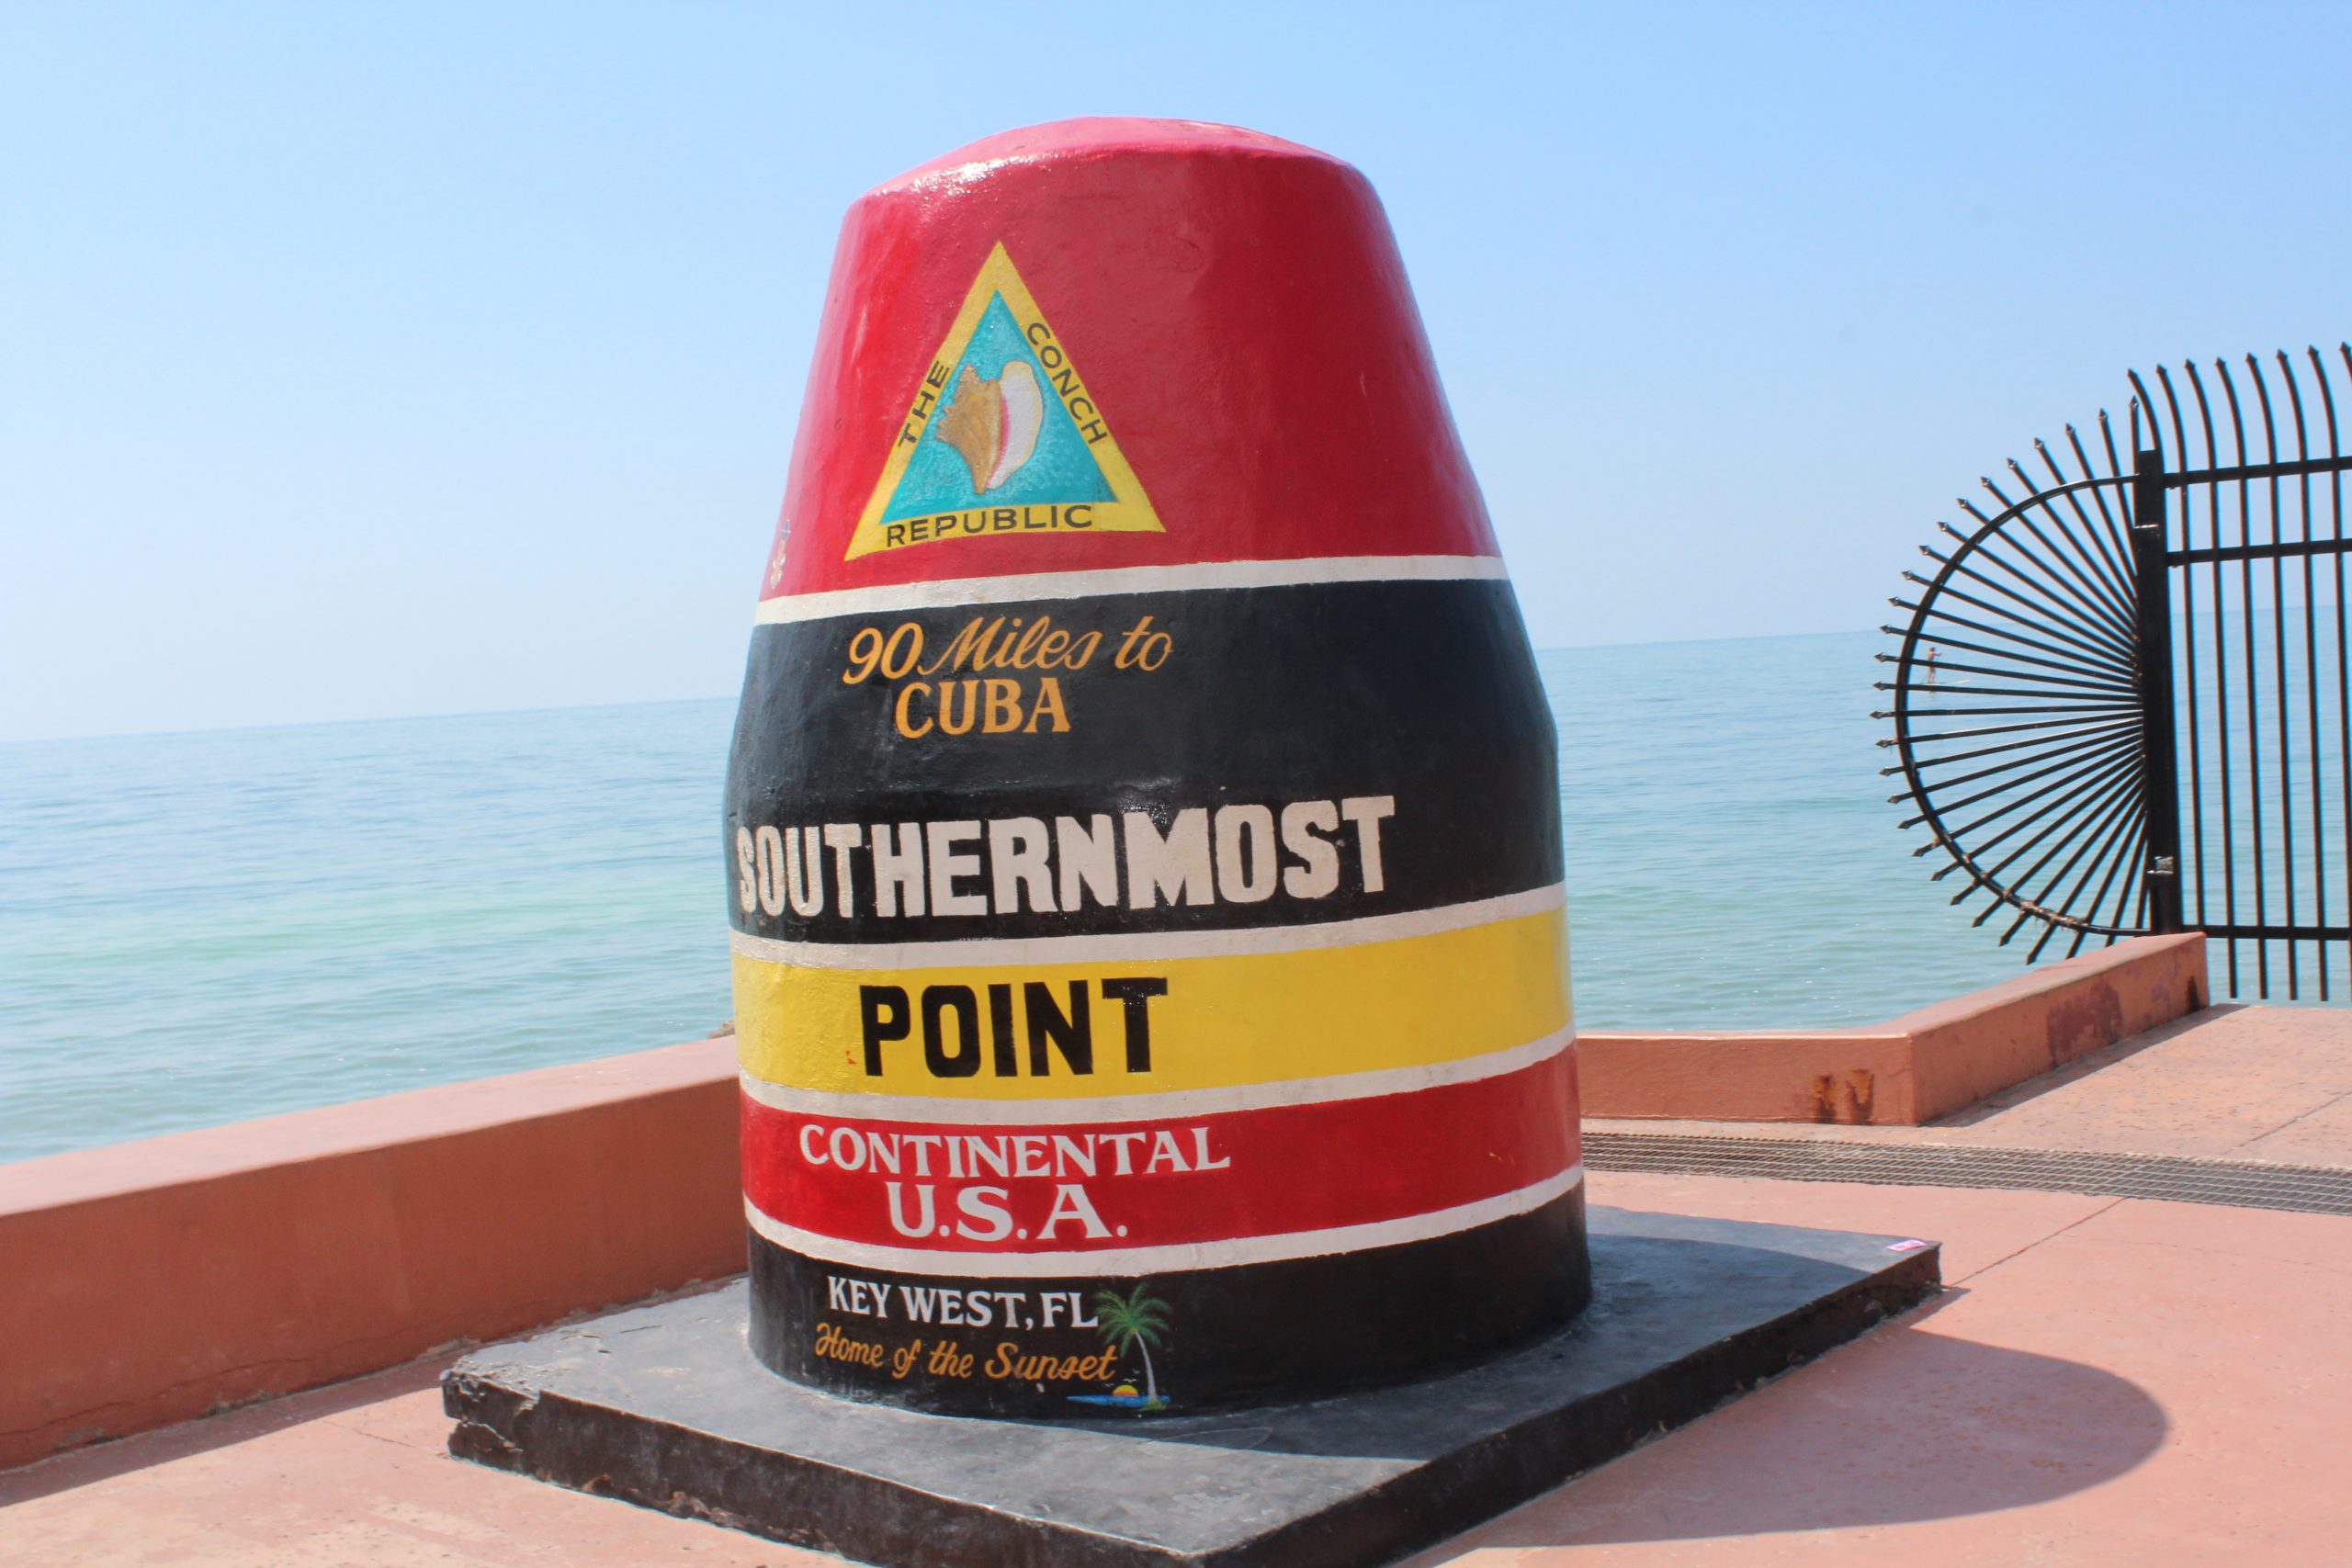 THE CONCH
REPUBLIC
90 Miles to
CUBA
SOUTHERNMOST
POINT
CONTINENTAL
U.S.A.
KEY WEST, FL
Home of the Sunset